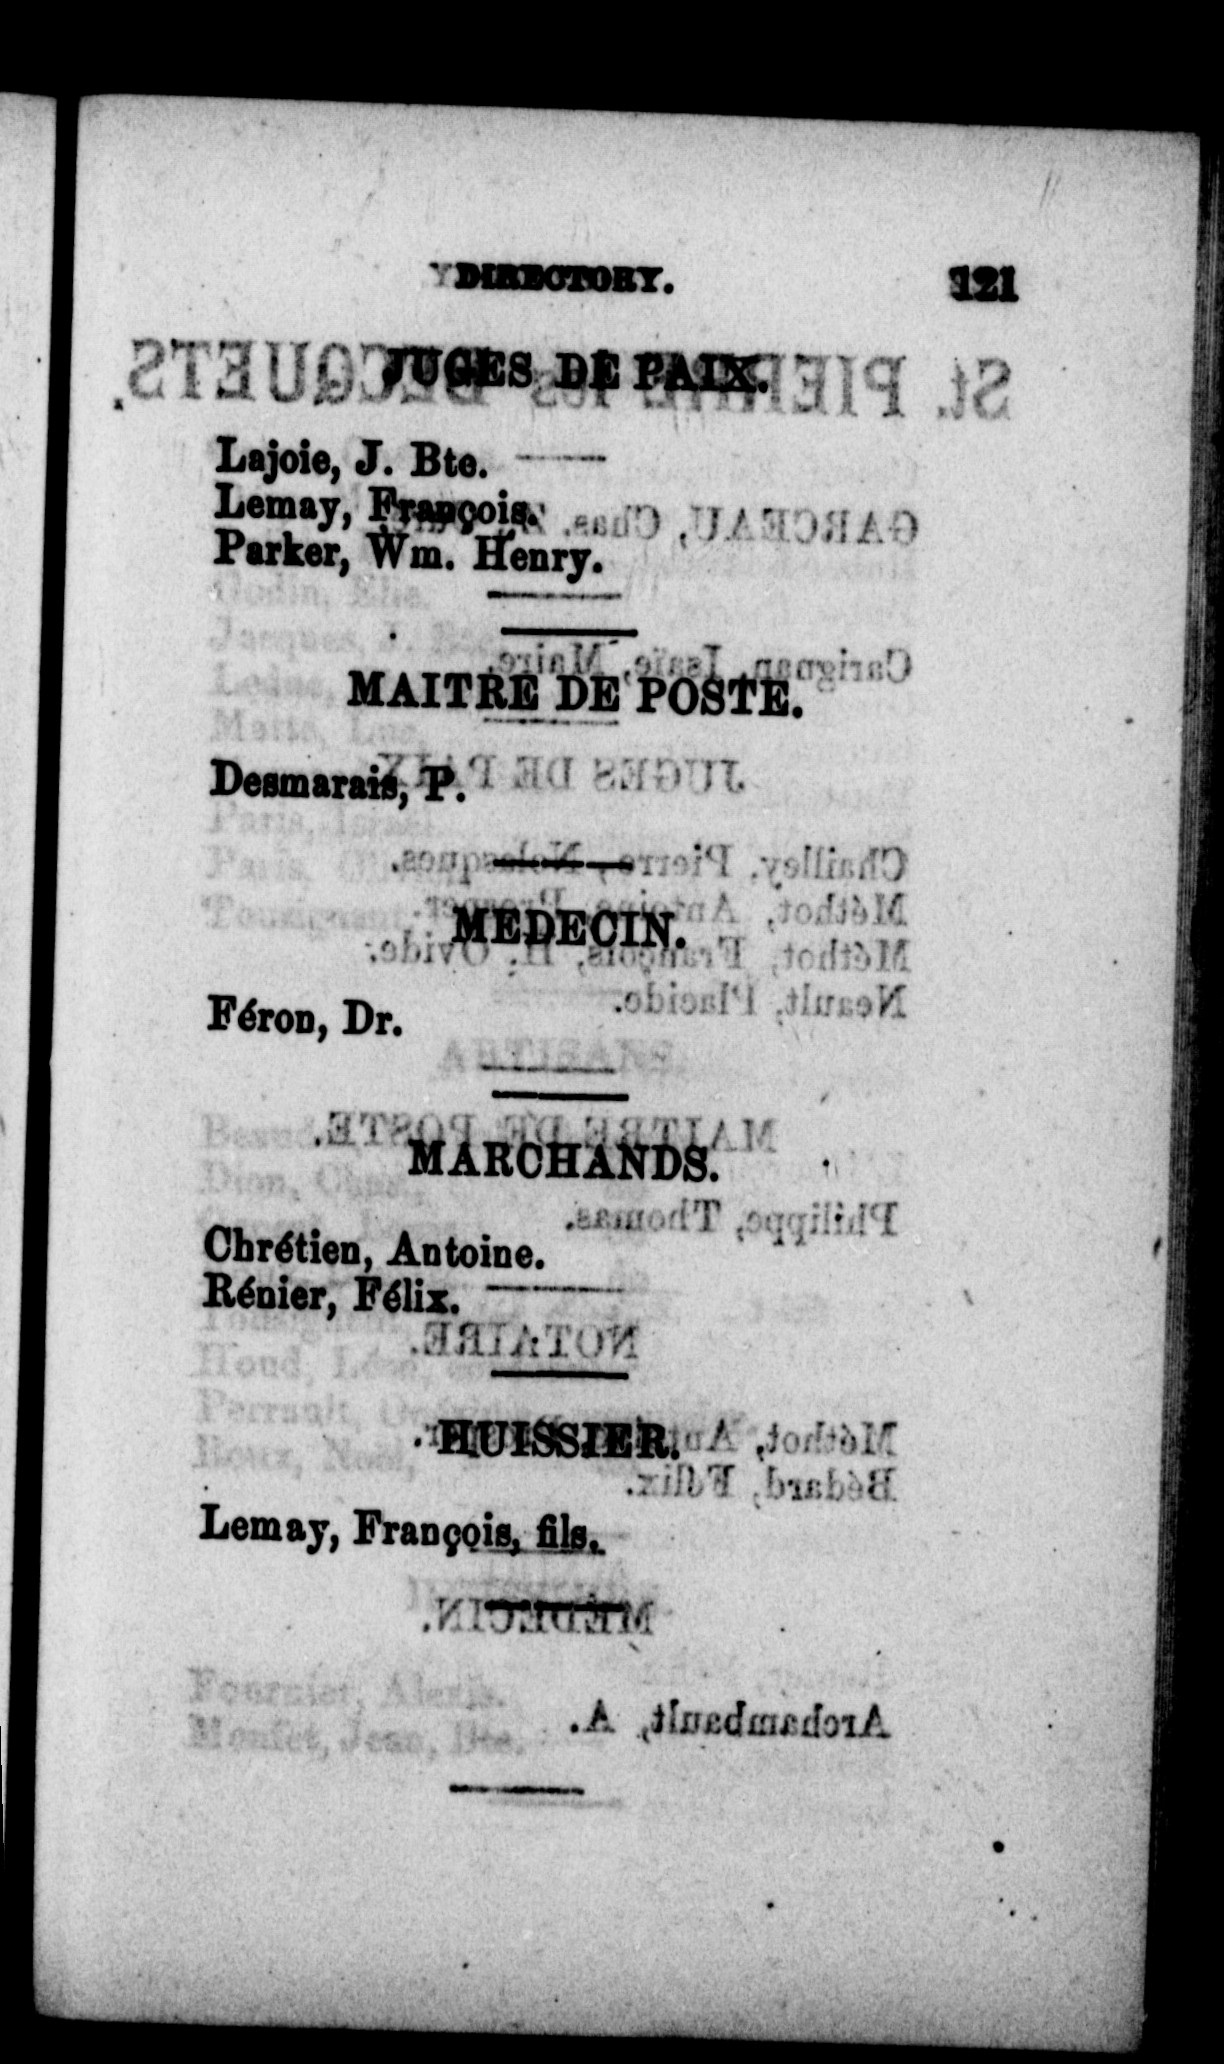 DIRECTORY. 121
JUGES DE PAIX.
Lajoie, J. Bte.
Lemay, François.
Parker, Wm. Henry.
MAITRE DE POSTE.
Desmarais, P.
MEDECIN.
Féron, Dr.
MARCHANDS.
Chrétien, Antoine.
Rénier, Félix.
HUISSIER.
Lemay, François, fils.